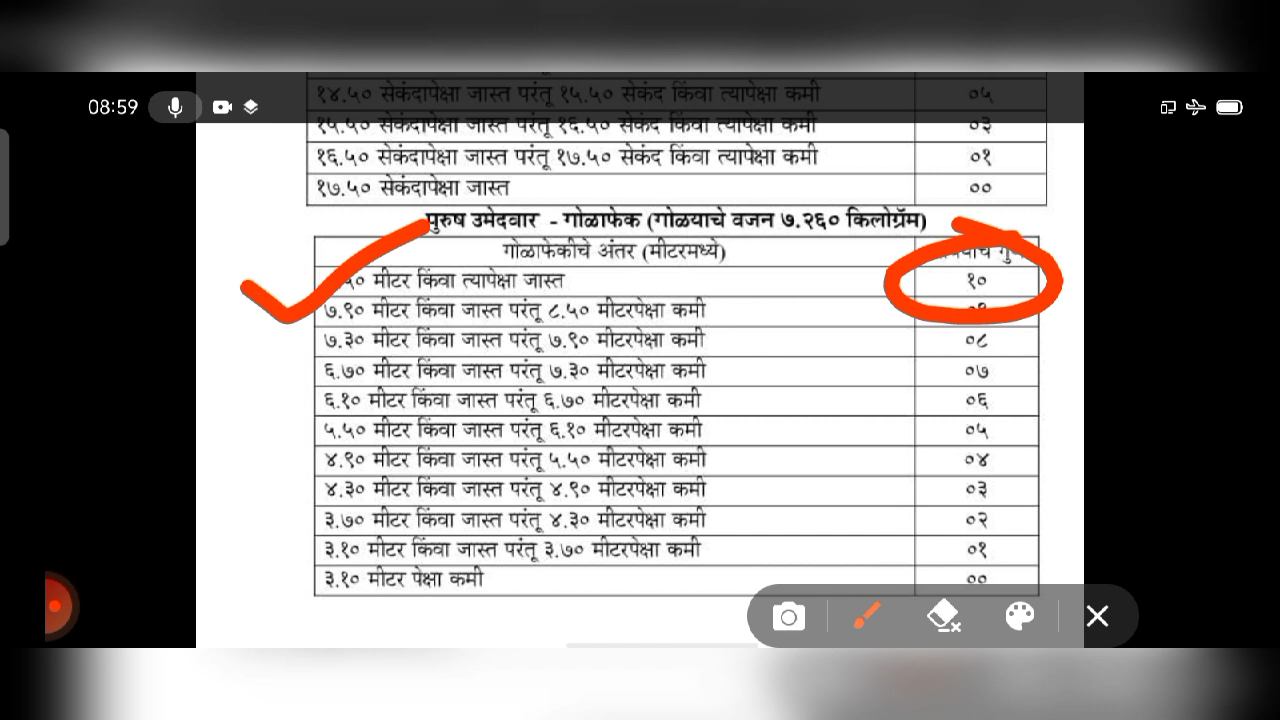 08:59
१४.५० सेकंदापेक्षा जास्त परंतू १५.५० सेकंद किंवा त्यापेक्षा कमी ०५
१५.५० सेकंदापेक्षा जास्त परंतू १६.५० सेकंद किंवा त्यापेक्षा कमी ०३
१६.५० सेकंदापेक्षा जास्त परंतू १७.५० सेकंद किंवा त्यापेक्षा कमी ०१
१७.५० सेकंदापेक्षा जास्त ००
पुरुष उमेदवार - गोळाफेक (गोळयाचे वजन ७.२६० किलोग्रॅम)
गोळाफेकीचे अंतर (मीटरमध्ये)
मीटर किंवा त्यापेक्षा जास्त १०
७.९० मीटर किंवा जास्त परंतू ८.५० मीटरपेक्षा कमी
७.३० मीटर किंवा जास्त परंतू ७.९० मीटरपेक्षा कमी ०८
६.७० मीटर किंवा जास्त परंतू ७.३० मीटरपेक्षा कमी ०७
६.१० मीटर किंवा जास्त परंतू ६.७० मीटरपेक्षा कमी ०६
५.५० मीटर किंवा जास्त परंतू ६.१० मीटरपेक्षा कमी ०५
४.९० मीटर किंवा जास्त परंतू ५.५० मीटरपेक्षा कमी ०४
४.३० मीटर किंवा जास्त परंतू ४.९० मीटरपेक्षा कमी ०३
३.७० मीटर किंवा जास्त परंतू ४.३० मीटरपेक्षा कमी ०२
३.१० मीटर किंवा जास्त परंतू ३.७० मीटरपेक्षा कमी ०१
३.१० मीटर पेक्षा कमी ००